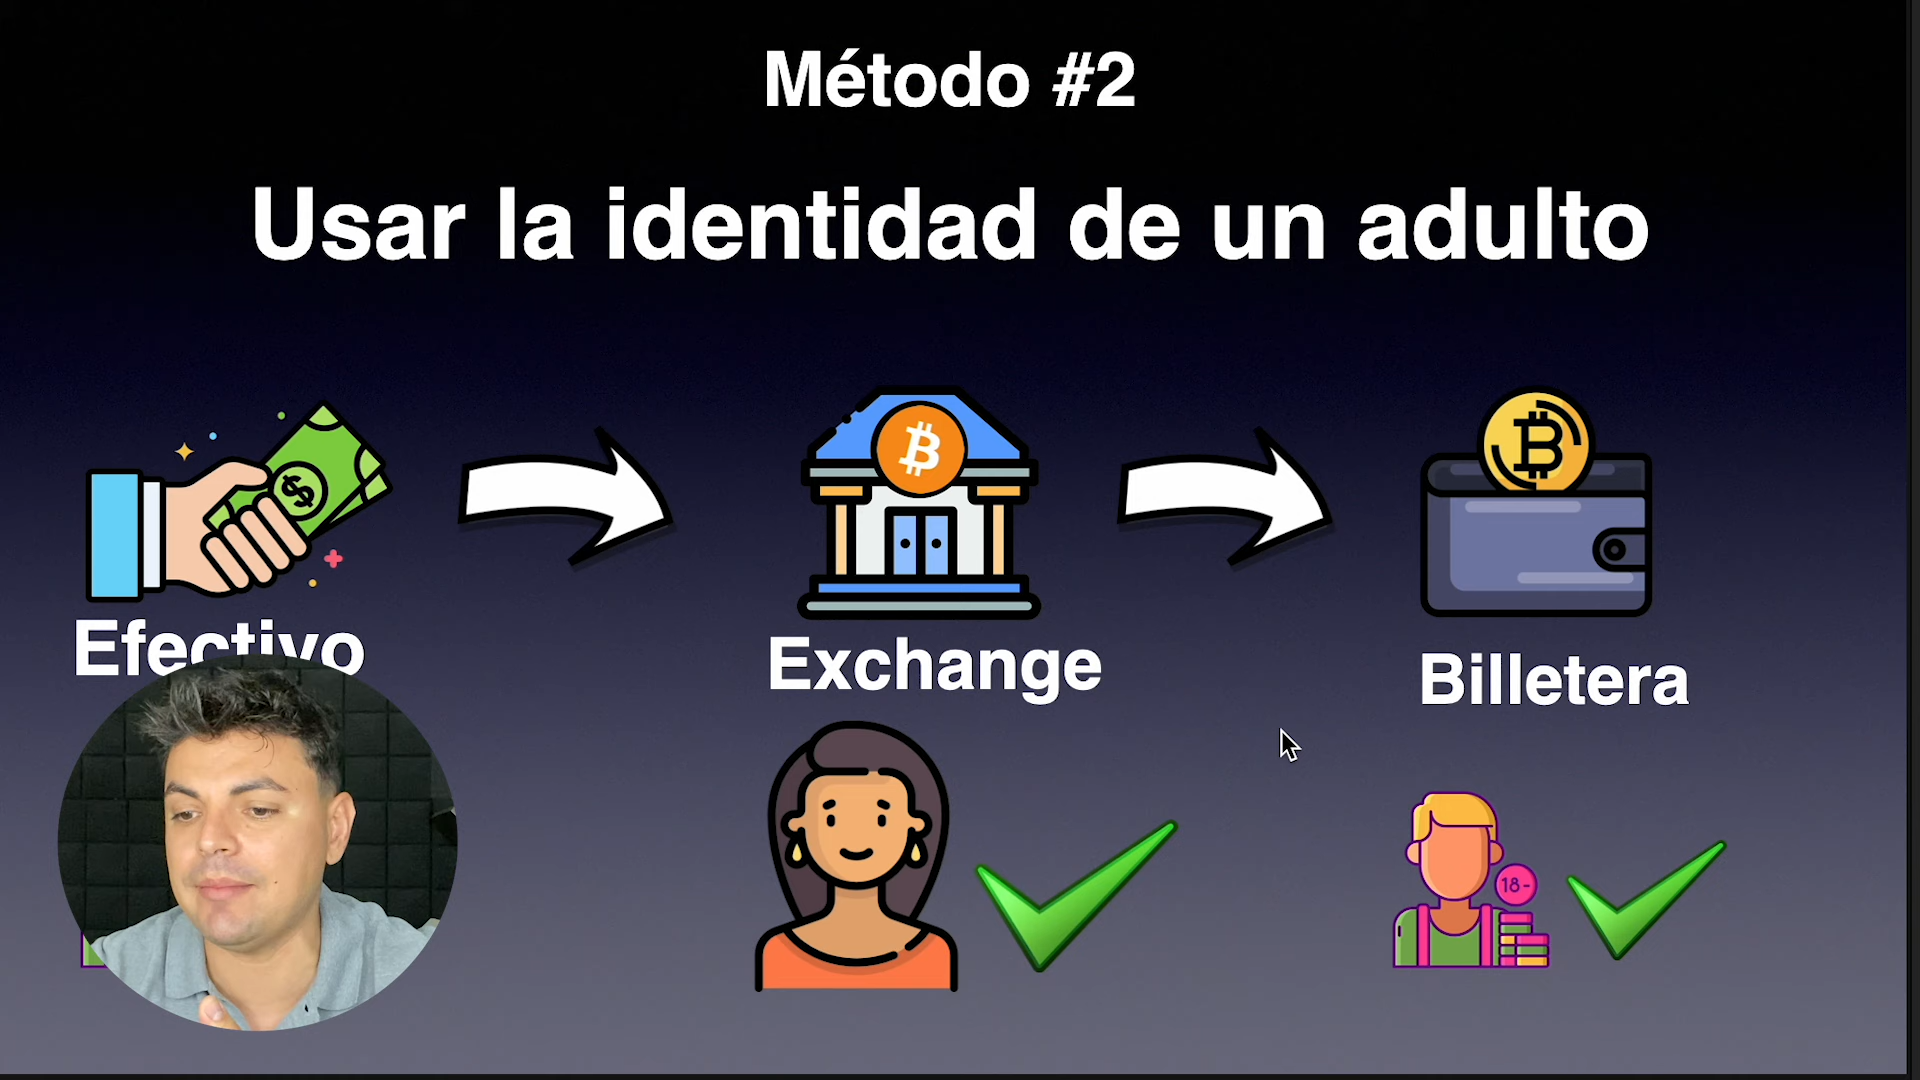 Método #2
Usar la identidad de un adulto
Efectivo
Exchange
Billetera
18-